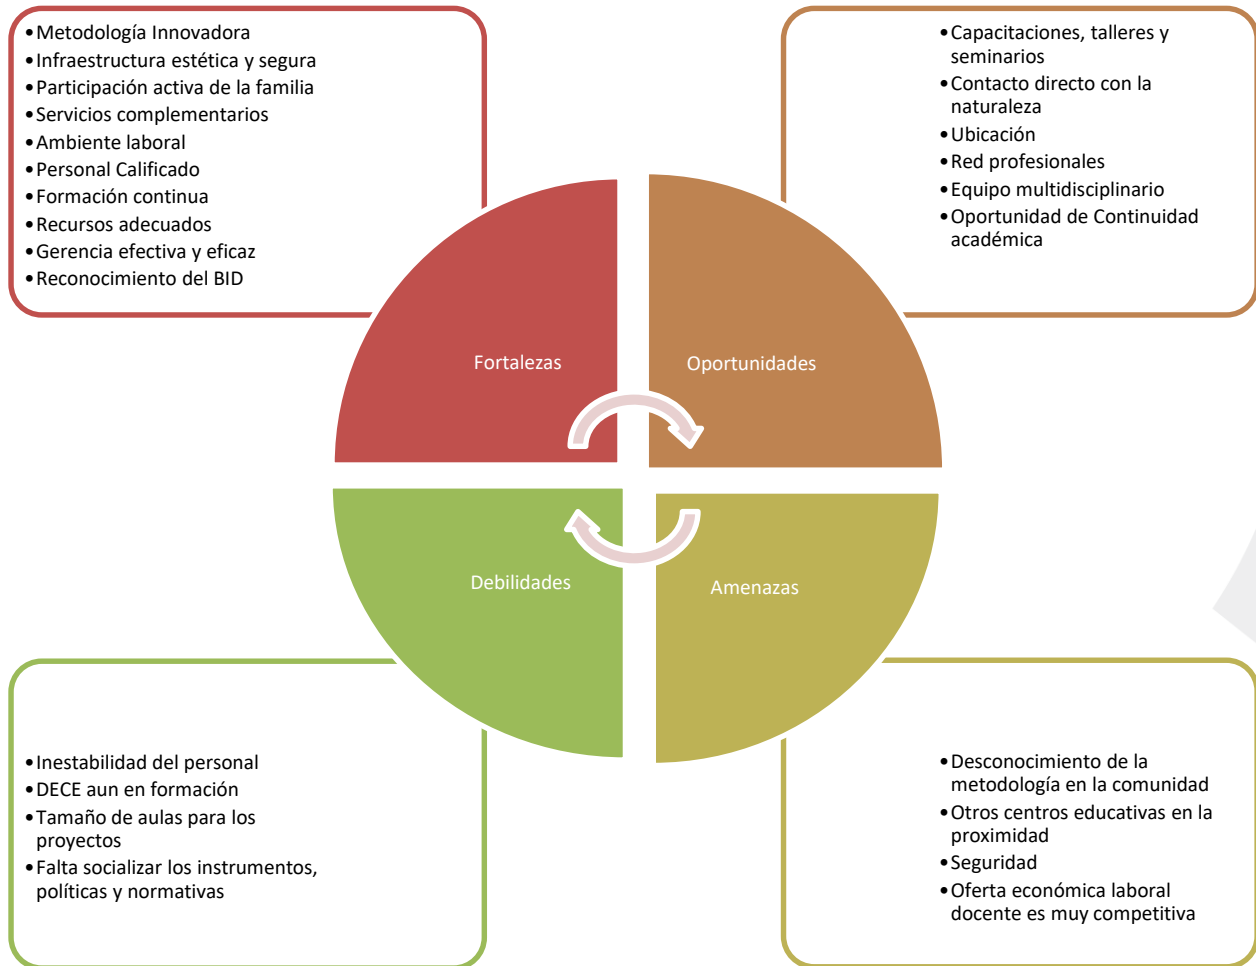 •Metodología Innovadora
•Infraestructura estética y segura
•Participación activa de la familia
•Servicios complementarios
•Ambiente laboral
•Personal Calificado
•Formación continua
•Recursos adecuados
•Gerencia efectiva y eficaz
•Reconocimiento del BID
•Capacitaciones, talleres y
seminarios
•Contacto directo con la
naturaleza
•Ubicación
•Red profesionales
•Equipo multidisciplinario
•Oportunidad de Continuidad
académica
Fortalezas
Oportunidades
Debilidades
Amenazas
•Inestabilidad del personal
•DECE aun en formación
•Tamaño de aulas para los
proyectos
•Falta socializar los instrumentos,
políticas y normativas
•Desconocimiento de la
metodología en la comunidad
•Otros centros educativas en la
proximidad
•Seguridad
•Oferta económica laboral
docente es muy competitiva